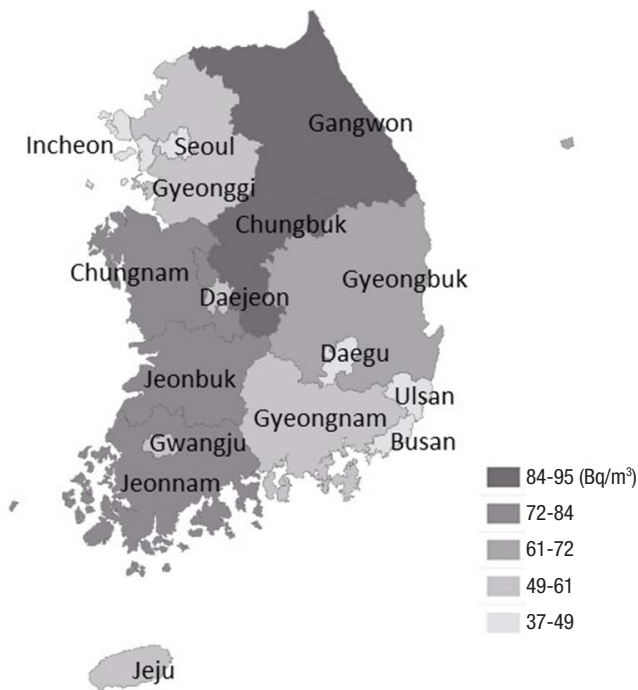 Gangwon
Incheon
Seoul
Gyeonggi
Chungbuk
Chungnam
Gyeongbuk
Daejeon
Daegu
Jeonbuk
Ulsan
Gyeongnam
Gwangju
Busan
Jeonnam
84-95 (Bq/m³)
72-84
61-72
49-61
37-49
Jeju